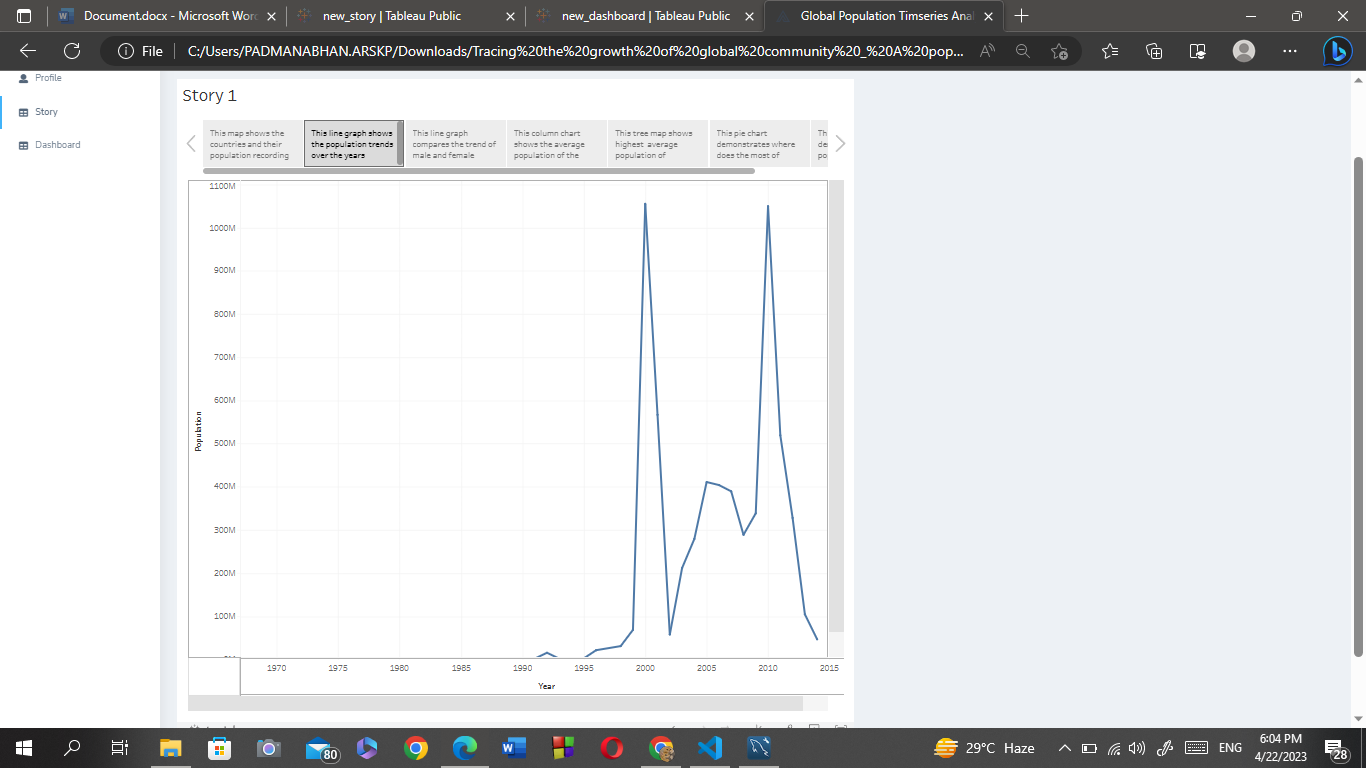 Document.docx - Microsoft Word
new_story | Tableau Public
new_dashboard | Tableau Public
Global Population Timseries Anal
File
C:/Users/PADMANABHAN.ARSKP/Downloads/Tracing%20the%20growth%20of%20global%20community%20_%20A%20pop...
Profile
Story
Dashboard
Story 1
This map shows the
countries and their
population recording
This line graph shows
the population trends
over the years
This line graph
compares the trend of
male and female
This column chart
shows the average
population of the
This tree map shows
highest average
population of
This pie chart
demonstrates where
does the most of
Th
de
po
1100M
1000M
900M
800M
700M
600M
500M
400M
300M
200M
100M
Population
1970 1975 1980 1985 1990 1995 2000 2005 2010 2015
Year
80
29°C Haze
ENG
6:04 PM
4/22/2023
28